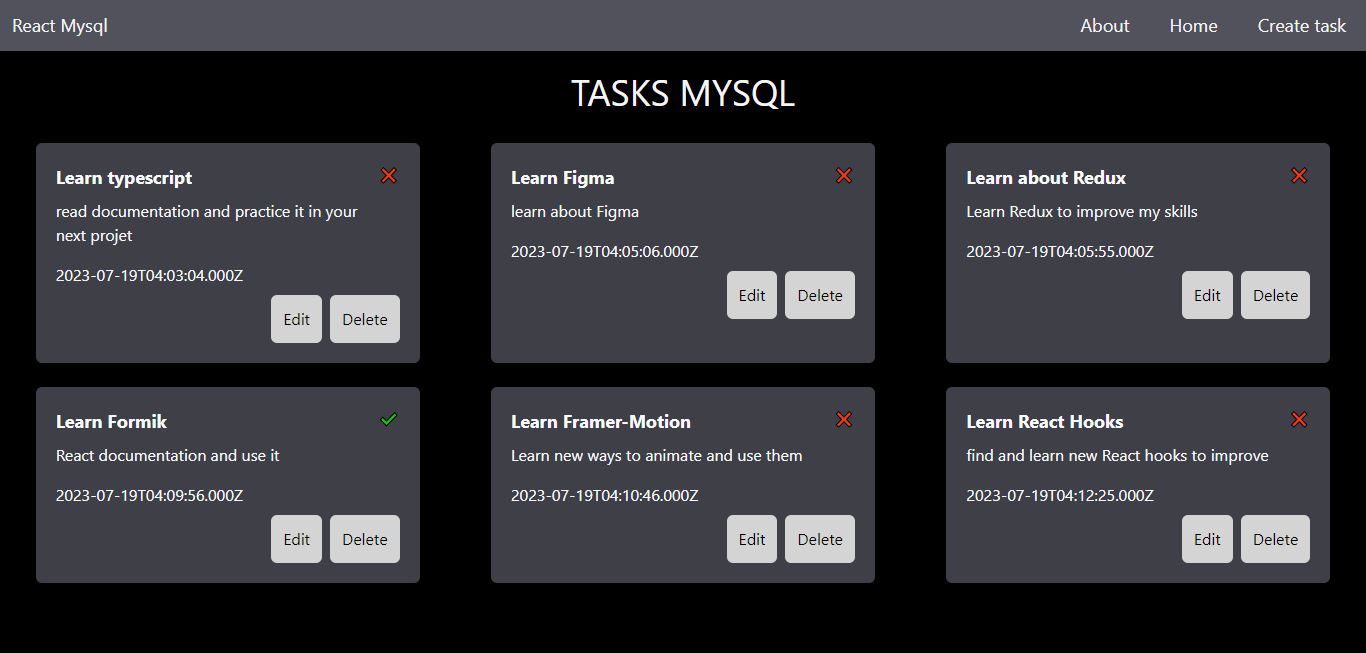 React Mysql
About Home Create task
TASKS MYSQL
Learn typescript
read documentation and practice it in your
next projet
2023-07-19T04:03:04.000Z
Edit Delete
Learn Figma
learn about Figma
2023-07-19T04:05:06.000Z
Edit Delete
Learn about Redux
Learn Redux to improve my skills
2023-07-19T04:05:55.000Z
Edit Delete
Learn Formik
React documentation and use it
2023-07-19T04:09:56.000Z
Edit Delete
Learn Framer-Motion
Learn new ways to animate and use them
2023-07-19T04:10:46.000Z
Edit Delete
Learn React Hooks
find and learn new React hooks to improve
2023-07-19T04:12:25.000Z
Edit Delete